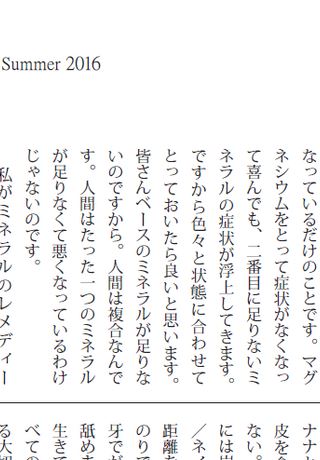 Summer 2016
なっているだけのことです。マグ
ネシウムをとって症状がなくなっ
て喜んでも、二番目に足りないミ
ネラルの症状が浮上してきます。
ですから色々と状態に合わせて
とっておいたら良いと思います。
皆さんベースのミネラルが足りな
いのですから。人間は複合なんで
す。人間はたった一つのミネラル
が足りなくて悪くなっているわけ
じゃないのです。
私がミネラルのレメディー
ナナ
皮を
ない。
には
／ネ
距離を
のりで
牙で
舐め
生きて
べての
る大